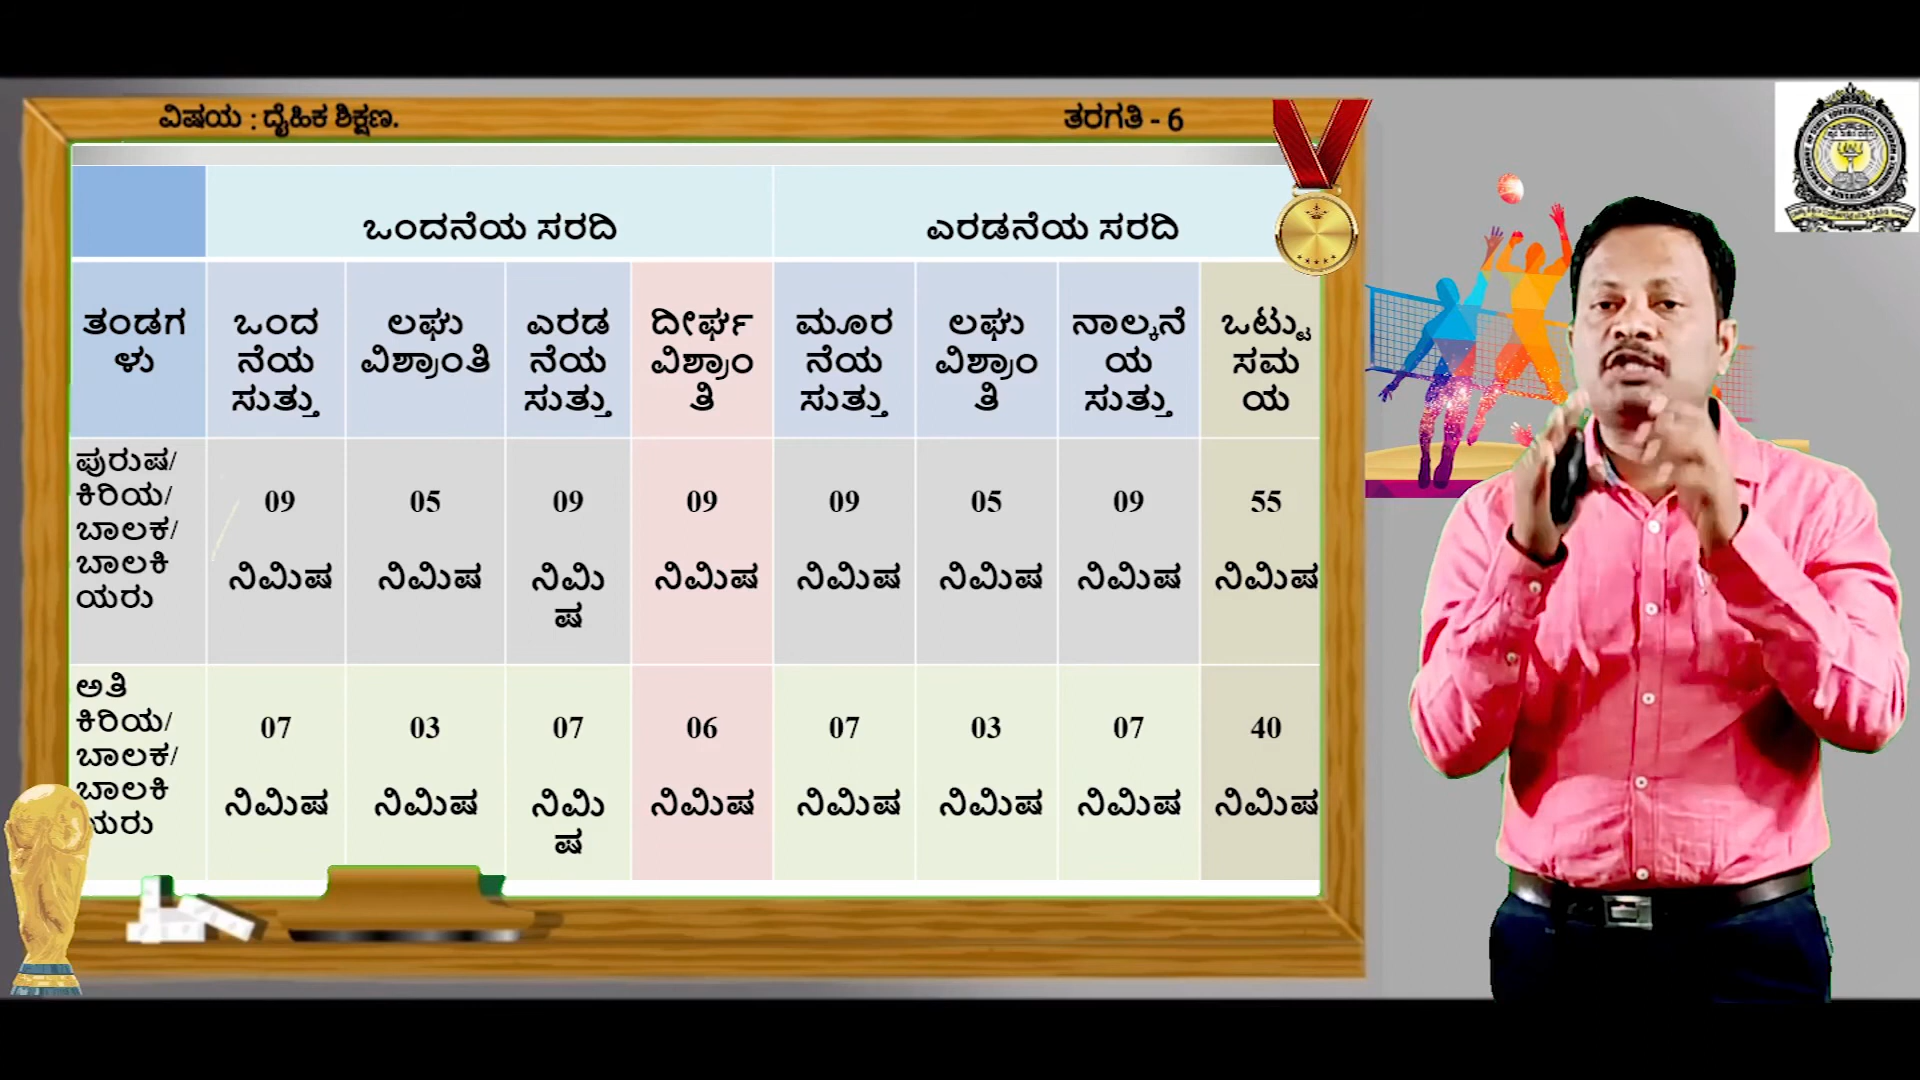 ವಿಷಯ : ದೈಹಿಕ ಶಿಕ್ಷಣ.
ತರಗತಿ - 6
ಒಂದನೆಯ ಸರದಿ
ಎರಡನೆಯ ಸರದಿ
ತಂಡಗ
ಳು
ಒಂದ
ನೆಯ
ಸುತ್ತು
ಲಘು
ವಿಶ್ರಾಂತಿ
ಎರಡ
ನೆಯ
ಸುತ್ತು
ದೀರ್ಘ
ವಿಶ್ರಾಂ
ತಿ
ಮೂರ
ನೆಯ
ಸುತ್ತು
ಲಘು
ವಿಶ್ರಾಂ
ತಿ
ನಾಲ್ಕನೆ
ಯ
ಸುತ್ತು
ಒಟ್ಟು
ಸಮ
ಯ
ಪುರುಷ/
ಕಿರಿಯ/
ಬಾಲಕ/
ಬಾಲಕಿ
ಯರು
09
ನಿಮಿಷ
05
ನಿಮಿಷ
09
ನಿಮಿ
ಷ
09
ನಿಮಿಷ
09
ನಿಮಿಷ
05
ನಿಮಿಷ
09
ನಿಮಿಷ
55
ನಿಮಿಷ
ಅತಿ
ಕಿರಿಯ/
ಬಾಲಕ/
ಬಾಲಕಿ
ಯರು
07
ನಿಮಿಷ
03
ನಿಮಿಷ
07
ನಿಮಿ
ಷ
06
ನಿಮಿಷ
07
ನಿಮಿಷ
03
ನಿಮಿಷ
07
ನಿಮಿಷ
40
ನಿಮಿಷ